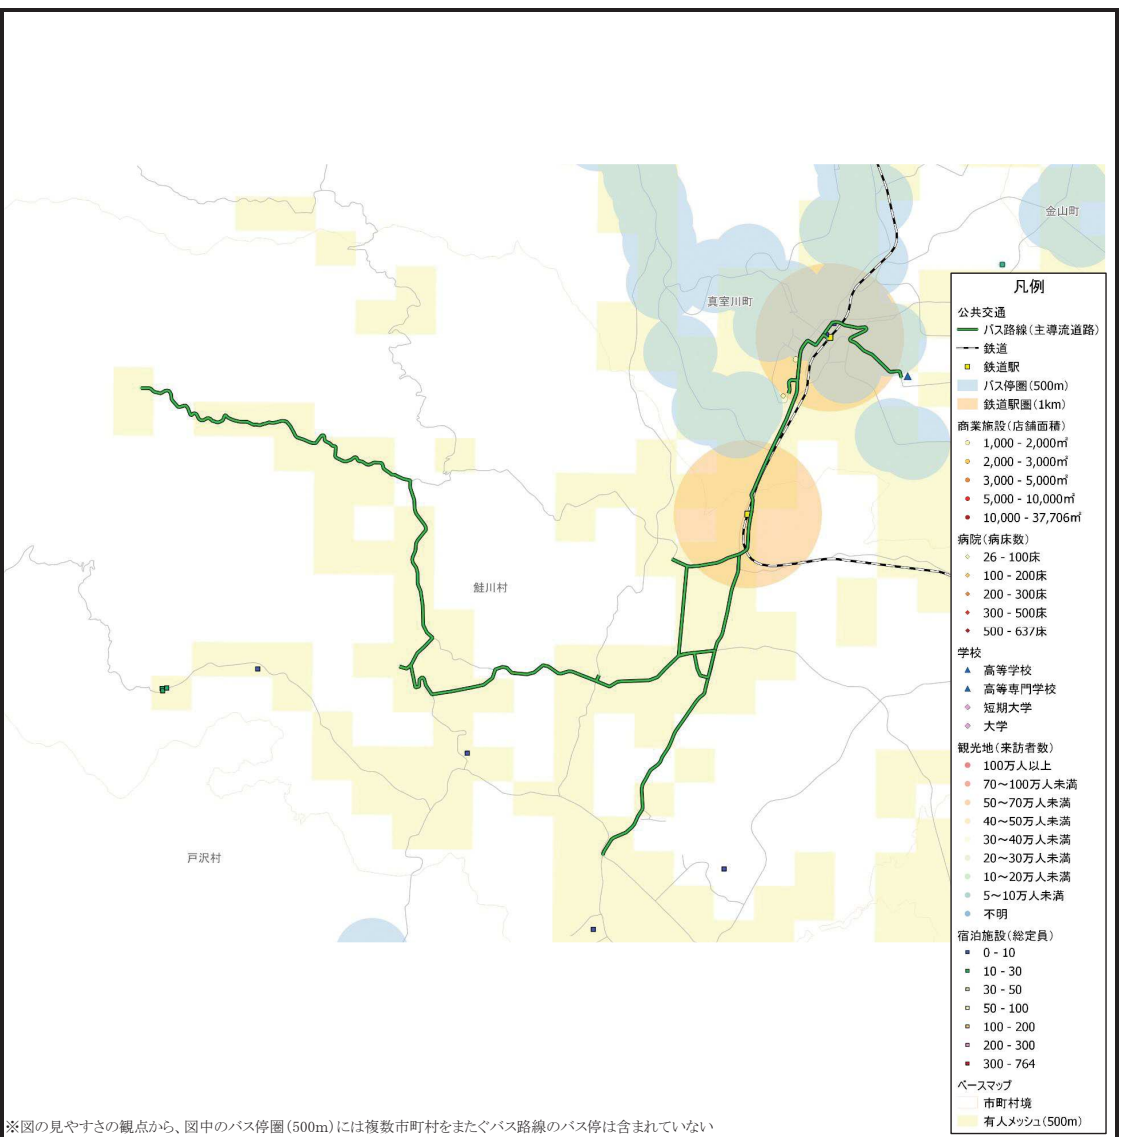 金山町
真室川町
鮭川村
戸沢村
凡例
公共交通
バス路線(主導流道路)
鉄道
鉄道駅
バス停圏(500m)
鉄道駅圏(1km)
商業施設(店舗面積)
1,000 - 2,000㎡
2,000 - 3,000㎡
3,000 - 5,000㎡
5,000 - 10,000㎡
10,000 - 37,706㎡
病院(病床数)
26 - 100床
100 - 200床
200 - 300床
300 - 500床
500 - 637床
学校
高等学校
高等専門学校
短期大学
大学
観光地(来訪者数)
100万人以上
70～100万人未満
50～70万人未満
40～50万人未満
30～40万人未満
20～30万人未満
10～20万人未満
5～10万人未満
不明
宿泊施設(総定員)
0 - 10
10 - 30
30 - 50
50 - 100
100 - 200
200 - 300
300 - 764
ベースマップ
市町村境
有人メッシュ(500m)
※図の見やすさの観点から、図中のバス停圏(500m)には複数市町村をまたぐバス路線のバス停は含まれていない